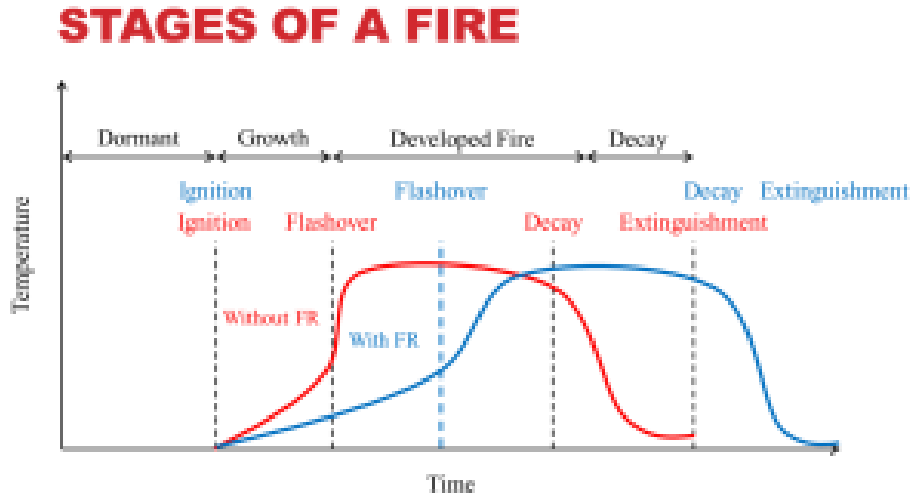 STAGES OF A FIRE
Dormant Growth Developed Fire Decay
Ignition Flashover Decay Extinguishment
Ignition Flashover Decay Extinguishment
Temperature
Without FR
With FR
Time